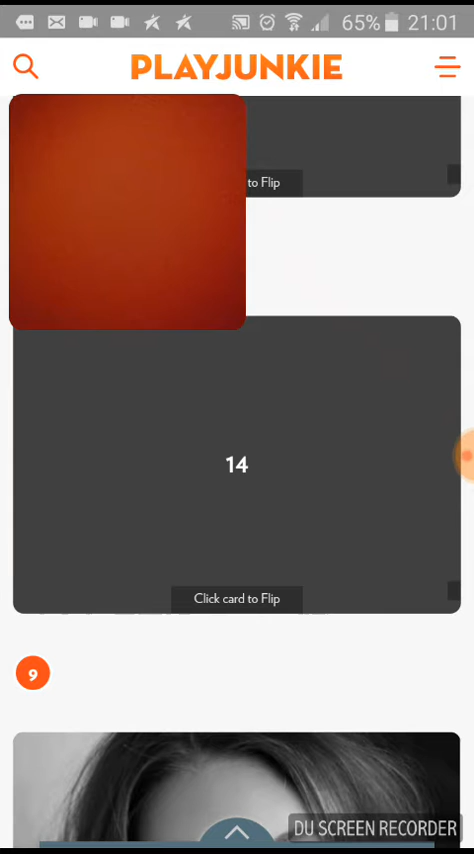 65% 21:01
PLAYJUNKIE
to Flip
14
Click card to Flip
9
DU SCREEN RECORDER